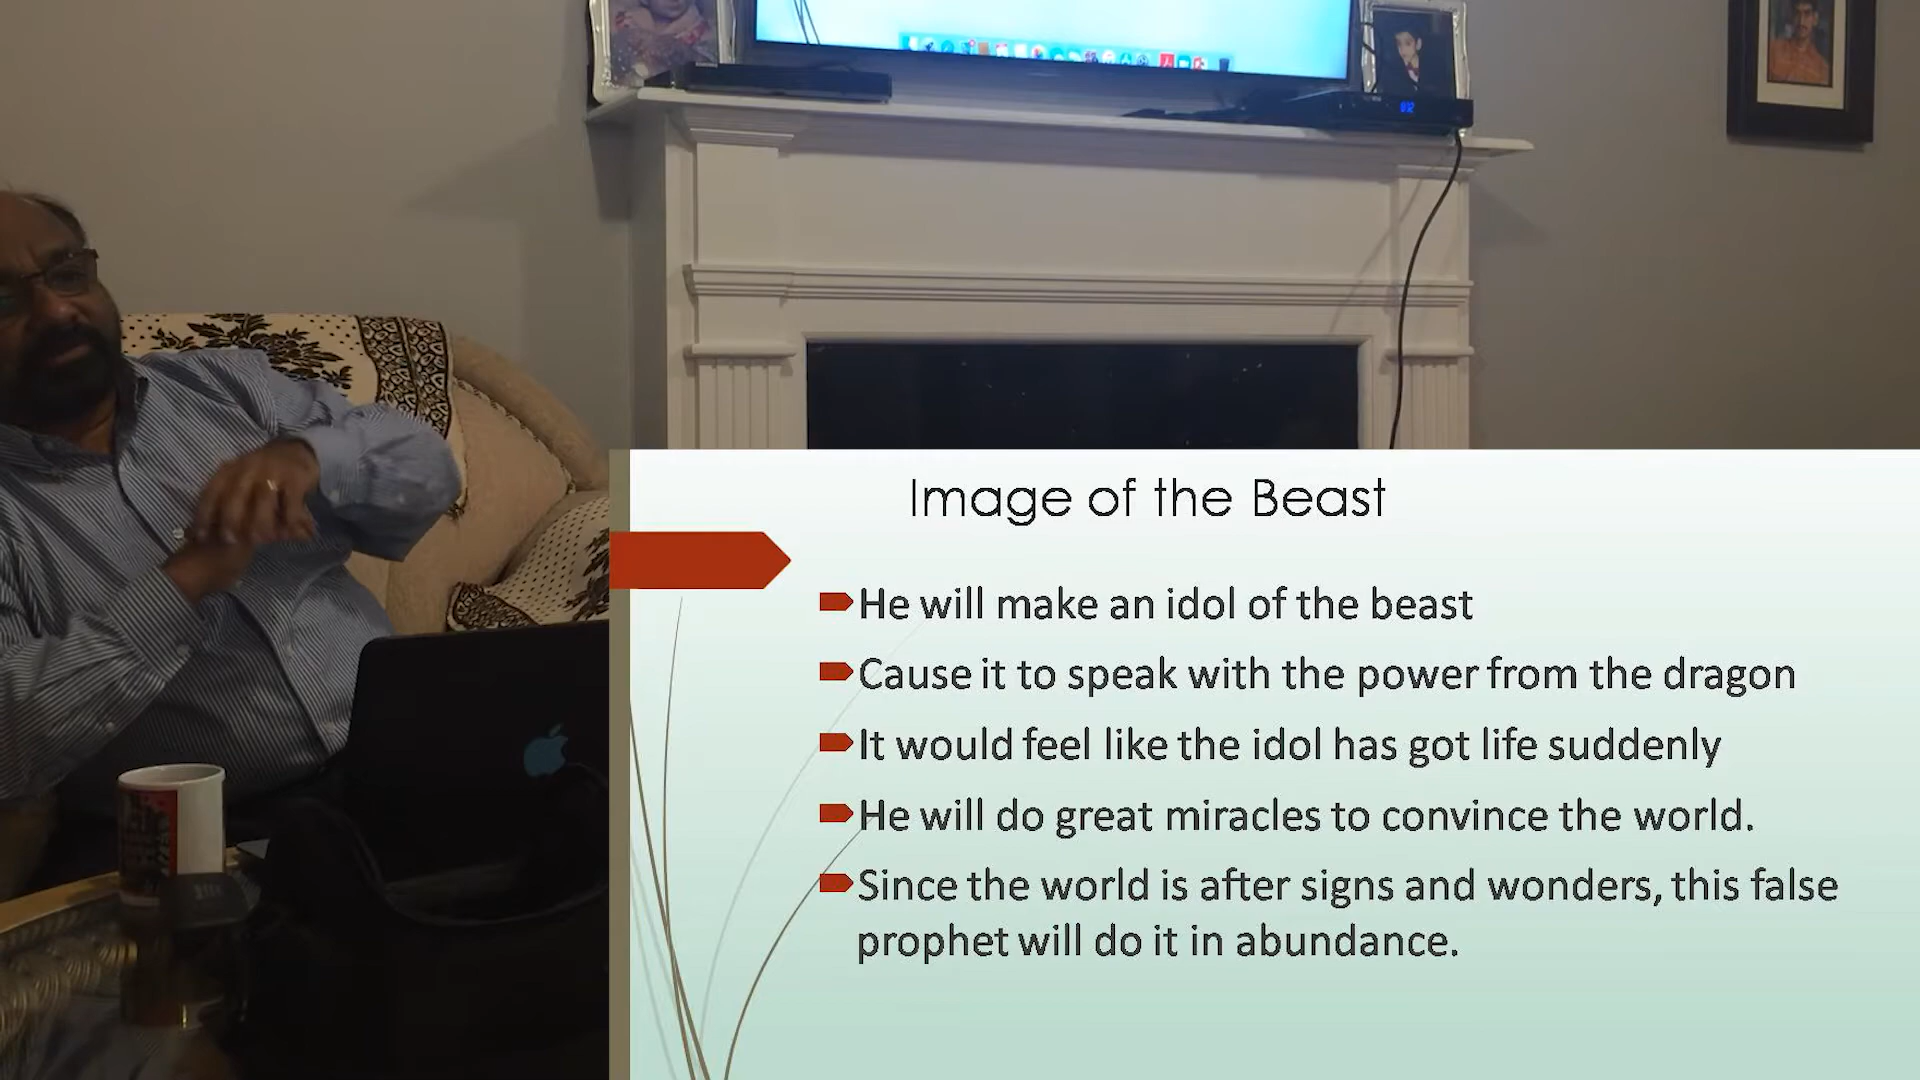 Image of the Beast
He will make an idol of the beast
Cause it to speak with the power from the dragon
It would feel like the idol has got life suddenly
He will do great miracles to convince the world.
Since the world is after signs and wonders, this false
prophet will do it in abundance.